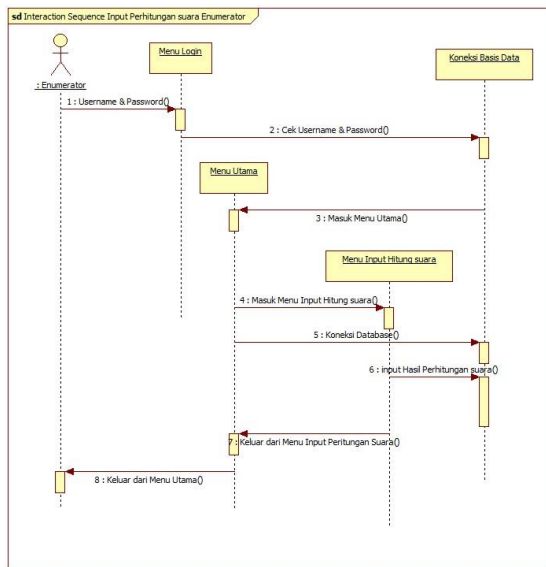 sd Interaction Sequence Input Perhitungan suara Enumerator
Menu Login
Koneksi Basis Data
: Enumerator
1 : Username & Password()
2 : Cek Username & Password()
Menu Utama
3 : Masuk Menu Utama()
Menu Input Hitung suara
4 : Masuk Menu Input Hitung suara()
5 : Koneksi Database()
6 : input Hasil Perhitungan suara()
7 : Keluar dari Menu Input Peritungan Suara()
8 : Keluar dari Menu Utama()